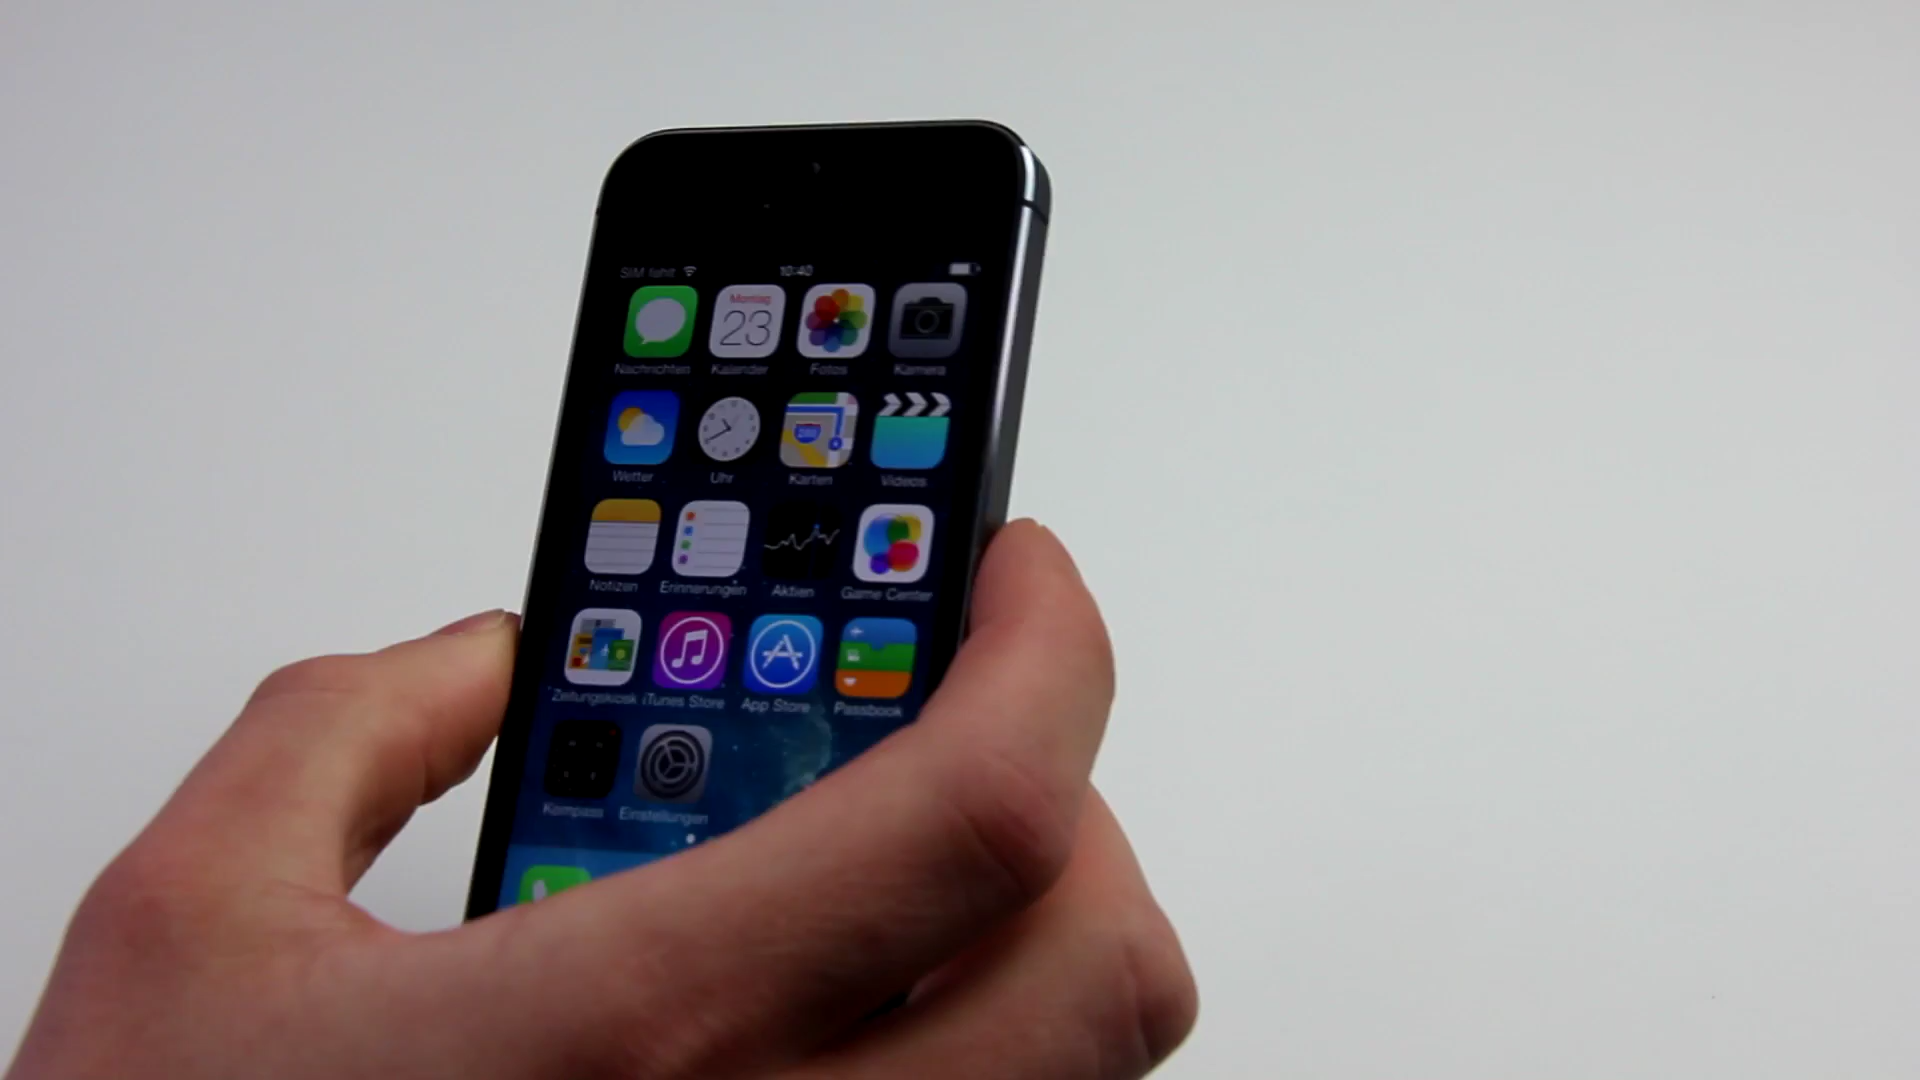 SIM fehlt 10:40
Montag
23
Nachrichten Kalender Fotos Kamera
280
Wetter Uhr Karten Videos
Notizen Erinnerungen Aktien Game Center
Zeitungskiosk iTunes Store App Store Passbook
Kompass Einstellungen